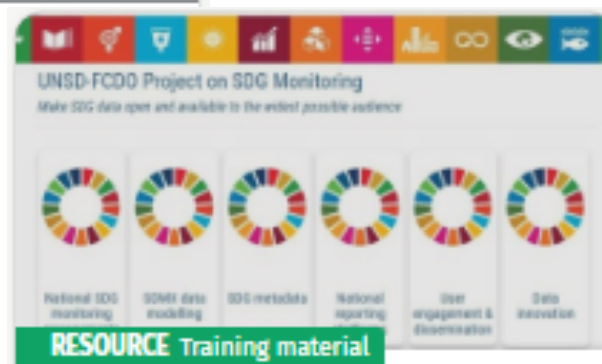 UNSD-FCDO Project on SDG Monitoring
Make SDG data open and available to the widest possible audience
National SDG monitoring
SDMX data modelling
SDG metadata
National reporting
User engagement & dissemination
Data innovation
RESOURCE Training material